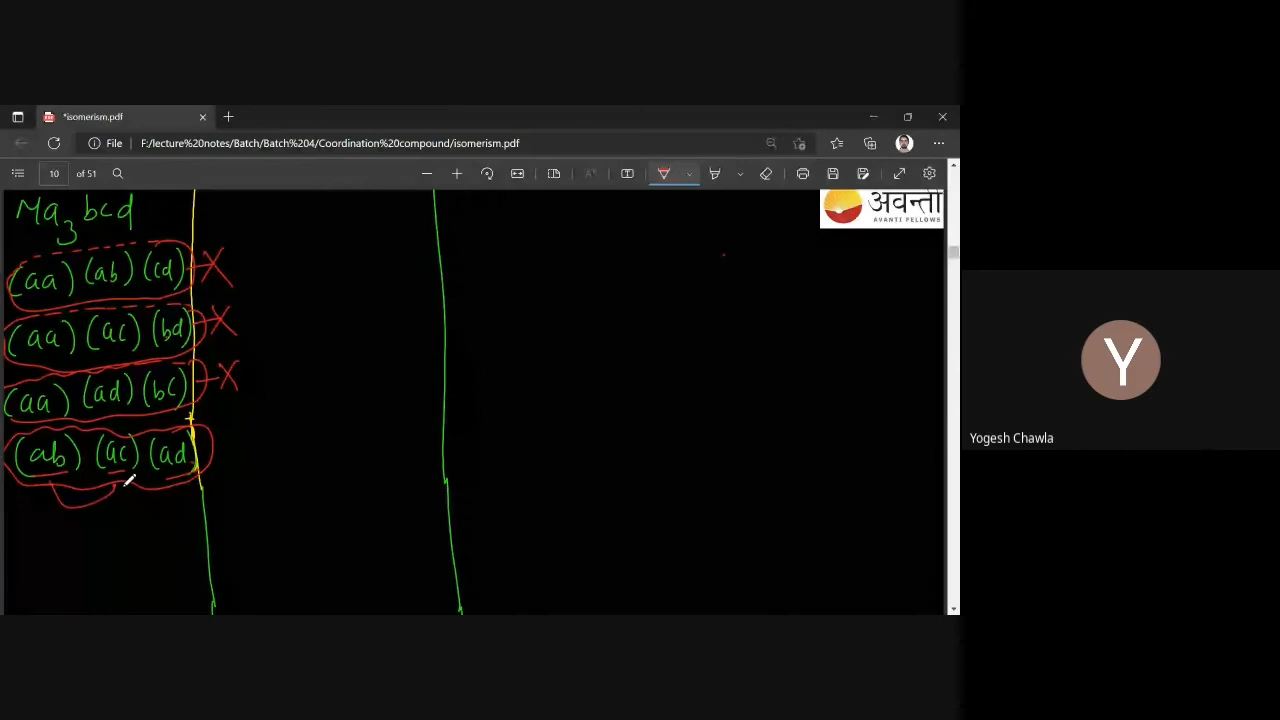 *isomerism.pdf
File F:/lecture%20notes/Batch/Batch%204/Coordination%20compound/isomerism.pdf
10 of 51
Ma3bcd
अवन्ती
AVANTI FELLOWS
(aa) (ab) (cd) X
(aa) (ac) (bd) X
(aa) (ad) (bc) X
(ab) (ac) (ad)
Y
Yogesh Chawla